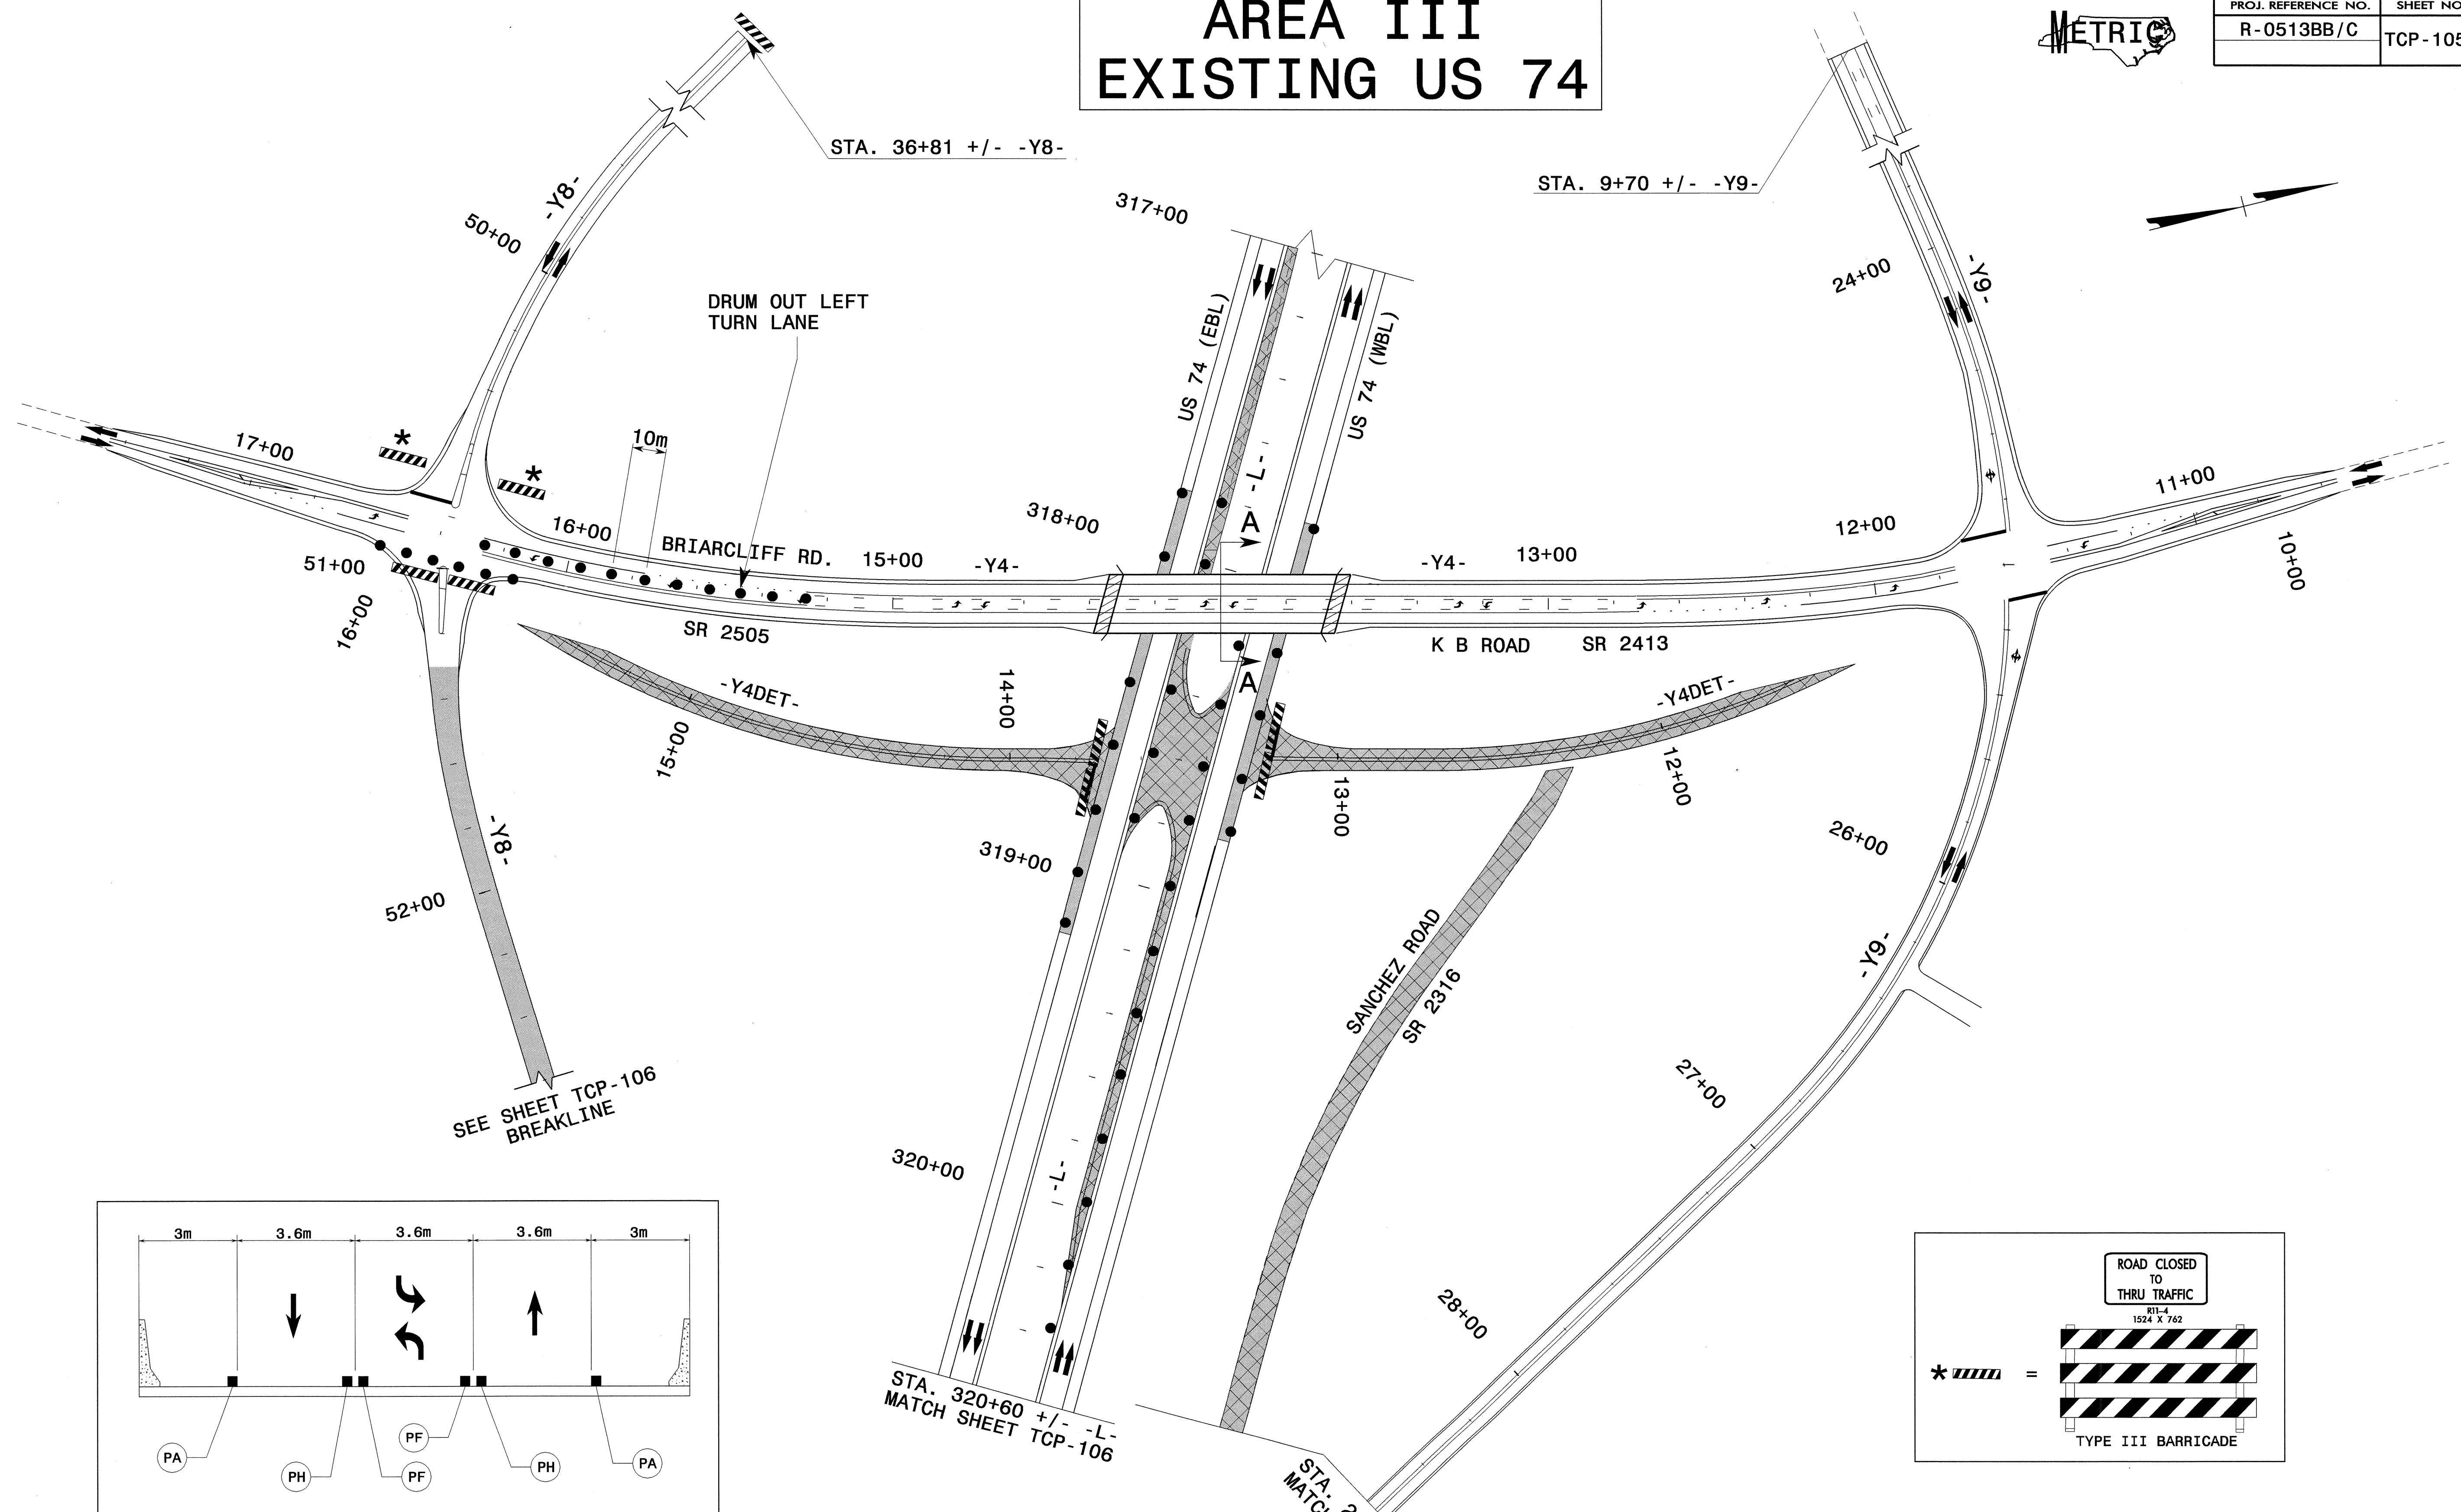 AREA III
EXISTING US 74
METRIC
PROJ. REFERENCE NO.
SHEET NO
R-0513BB/C
TCP-105
STA. 36+81 +/- -Y8-
STA. 9+70 +/- -Y9-
317+00
-Y8-
50+00
24+00
-Y9-
DRUM OUT LEFT
TURN LANE
US 74 (EBL)
US 74 (WBL)
-L-
10m
17+00
*
*
11+00
318+00
A
12+00
16+00
BRIARCLIFF RD.
15+00
-Y4-
-Y4-
13+00
10+00
51+00
16+00
SR 2505
K B ROAD
SR 2413
A
-Y4DET-
14+00
-Y4DET-
15+00
12+00
13+00
-Y8-
319+00
26+00
52+00
SANCHEZ ROAD
SR 2316
-Y9-
SEE SHEET TCP-106
BREAKLINE
27+00
320+00
-L-
28+00
STA. 320+60 +/- -L-
MATCH SHEET TCP-106
STA.
3m
3.6m
3.6m
3.6m
3m
PA
PH
PF
PF
PH
PA
ROAD CLOSED
TO
THRU TRAFFIC
R11-4
1524 X 762
* =
TYPE III BARRICADE